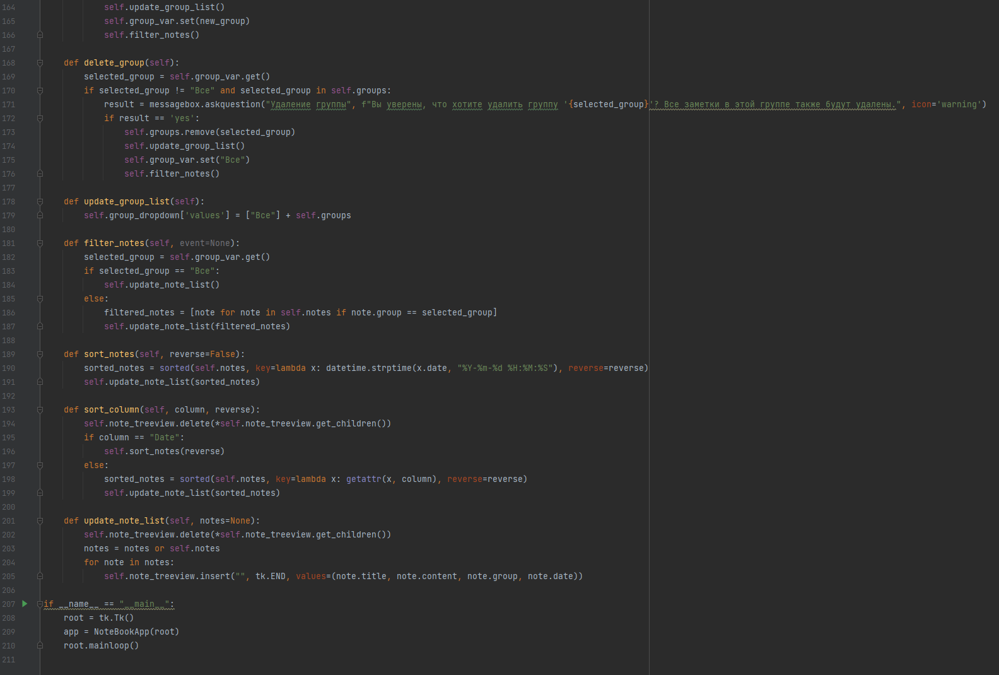 164             self.update_group_list()
165             self.group_var.set(new_group)
166             self.filter_notes()
167
168     def delete_group(self):
169         selected_group = self.group_var.get()
170         if selected_group != "Все" and selected_group in self.groups:
171             result = messagebox.askquestion("Удаление группы", f"Вы уверены, что хотите удалить группу '{selected_group}'? Все заметки в этой группе также будут удалены.", icon='warning')
172             if result == 'yes':
173                 self.groups.remove(selected_group)
174                 self.update_group_list()
175                 self.group_var.set("Все")
176                 self.filter_notes()
177
178     def update_group_list(self):
179         self.group_dropdown['values'] = ["Все"] + self.groups
180
181     def filter_notes(self, event=None):
182         selected_group = self.group_var.get()
183         if selected_group == "Все":
184             self.update_note_list()
185         else:
186             filtered_notes = [note for note in self.notes if note.group == selected_group]
187             self.update_note_list(filtered_notes)
188
189     def sort_notes(self, reverse=False):
190         sorted_notes = sorted(self.notes, key=lambda x: datetime.strptime(x.date, "%Y-%m-%d %H:%M:%S"), reverse=reverse)
191         self.update_note_list(sorted_notes)
192
193     def sort_column(self, column, reverse):
194         self.note_treeview.delete(*self.note_treeview.get_children())
195         if column == "Date":
196             self.sort_notes(reverse)
197         else:
198             sorted_notes = sorted(self.notes, key=lambda x: getattr(x, column), reverse=reverse)
199             self.update_note_list(sorted_notes)
200
201     def update_note_list(self, notes=None):
202         self.note_treeview.delete(*self.note_treeview.get_children())
203         notes = notes or self.notes
204         for note in notes:
205             self.note_treeview.insert("", tk.END, values=(note.title, note.content, note.group, note.date))
206
207 if __name__ == "__main__":
208     root = tk.Tk()
209     app = NoteBookApp(root)
210     root.mainloop()
211